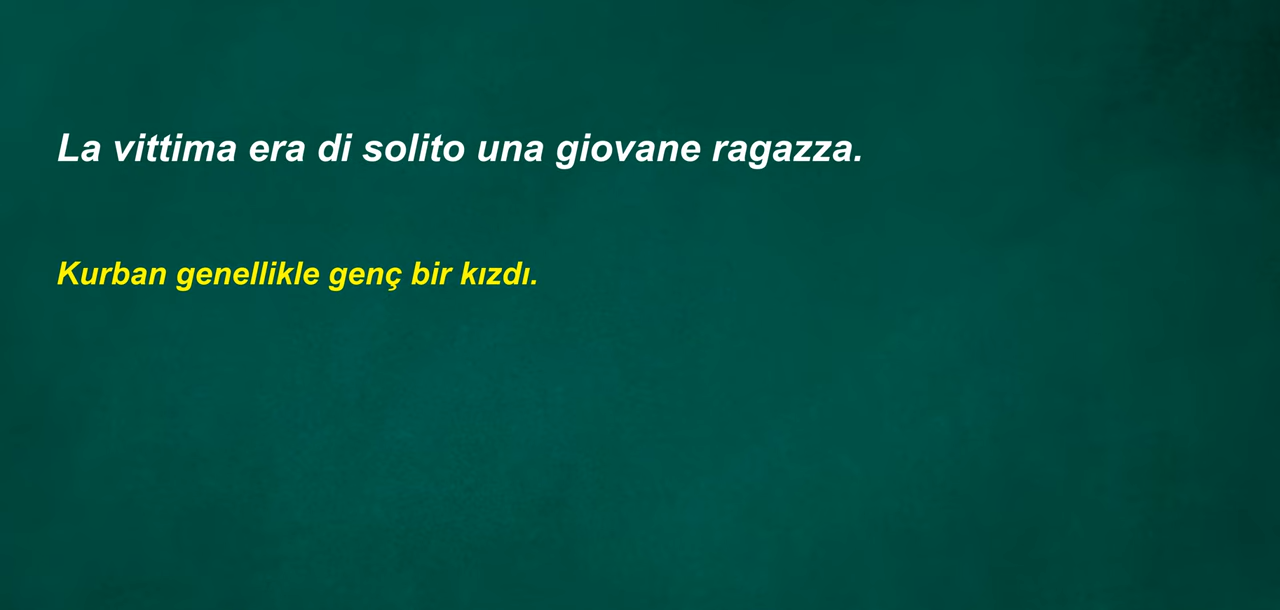 La vittima era di solito una giovane ragazza.
Kurban genellikle genç bir kızdı.